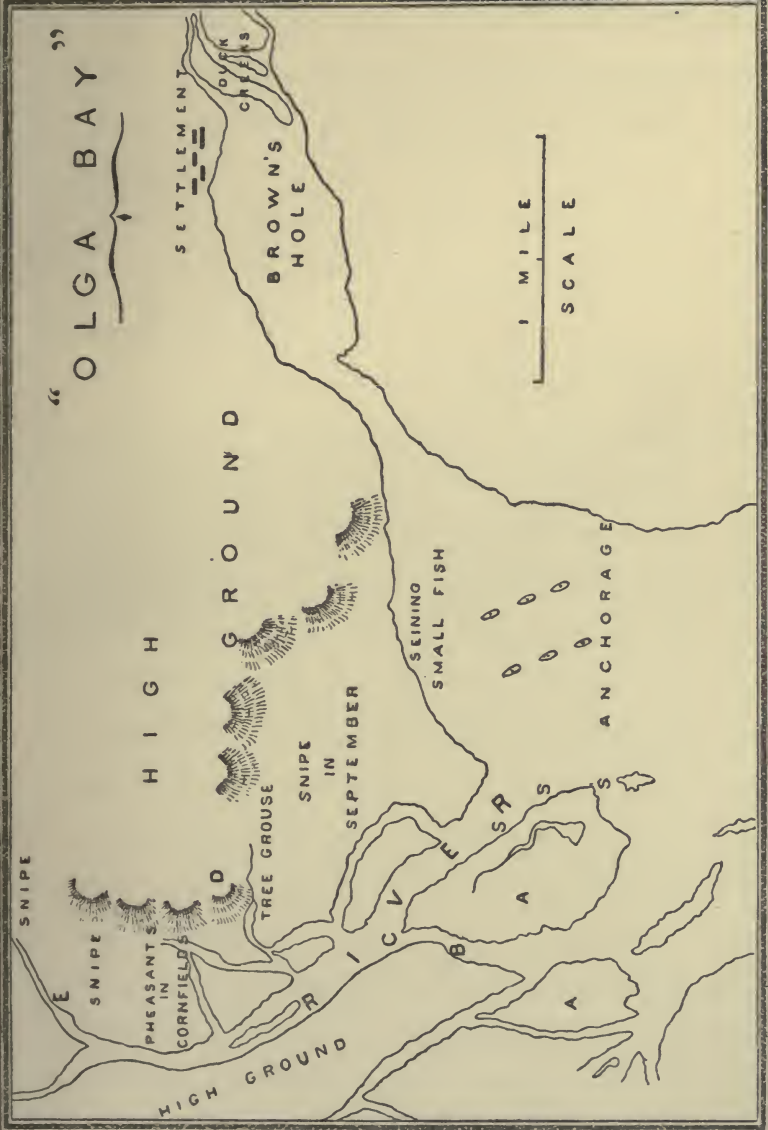 “OLGA BAY”
SETTLEMENT
DUCK
CREEKS
BROWN'S
HOLE
1 MILE
SCALE
HIGH
GROUND
SEINING
SMALL FISH
ANCHORAGE
SNIPE
IN
SEPTEMBER
TREE GROUSE
D
SNIPE
E
SNIPE
PHEASANTS
IN
CORNFIELDS
RIVER
C
B
S
S
S
A
A
HIGH GROUND